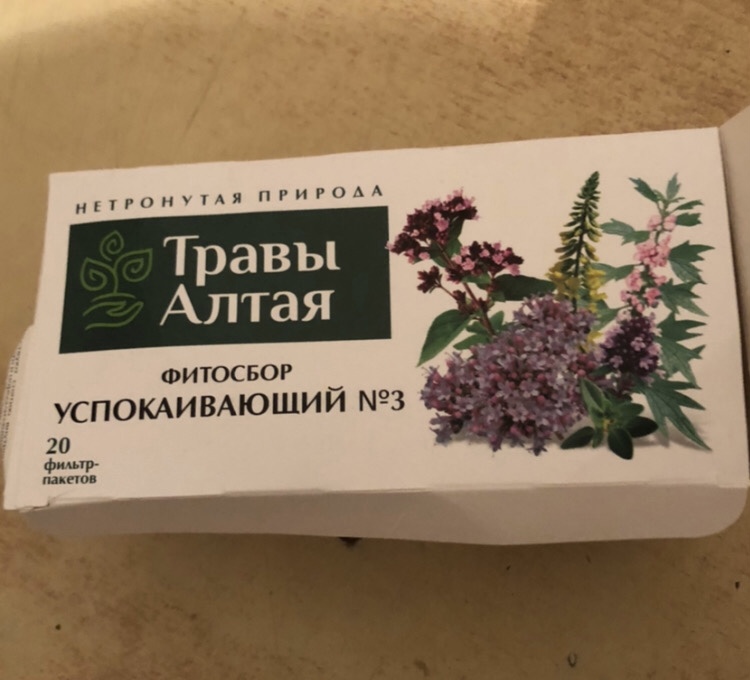 НЕТРОНУТАЯ ПРИРОДА
Травы
Алтая
ФИТОСБОР
УСПОКАИВАЮЩИЙ №3
20
фильтр-
пакетов